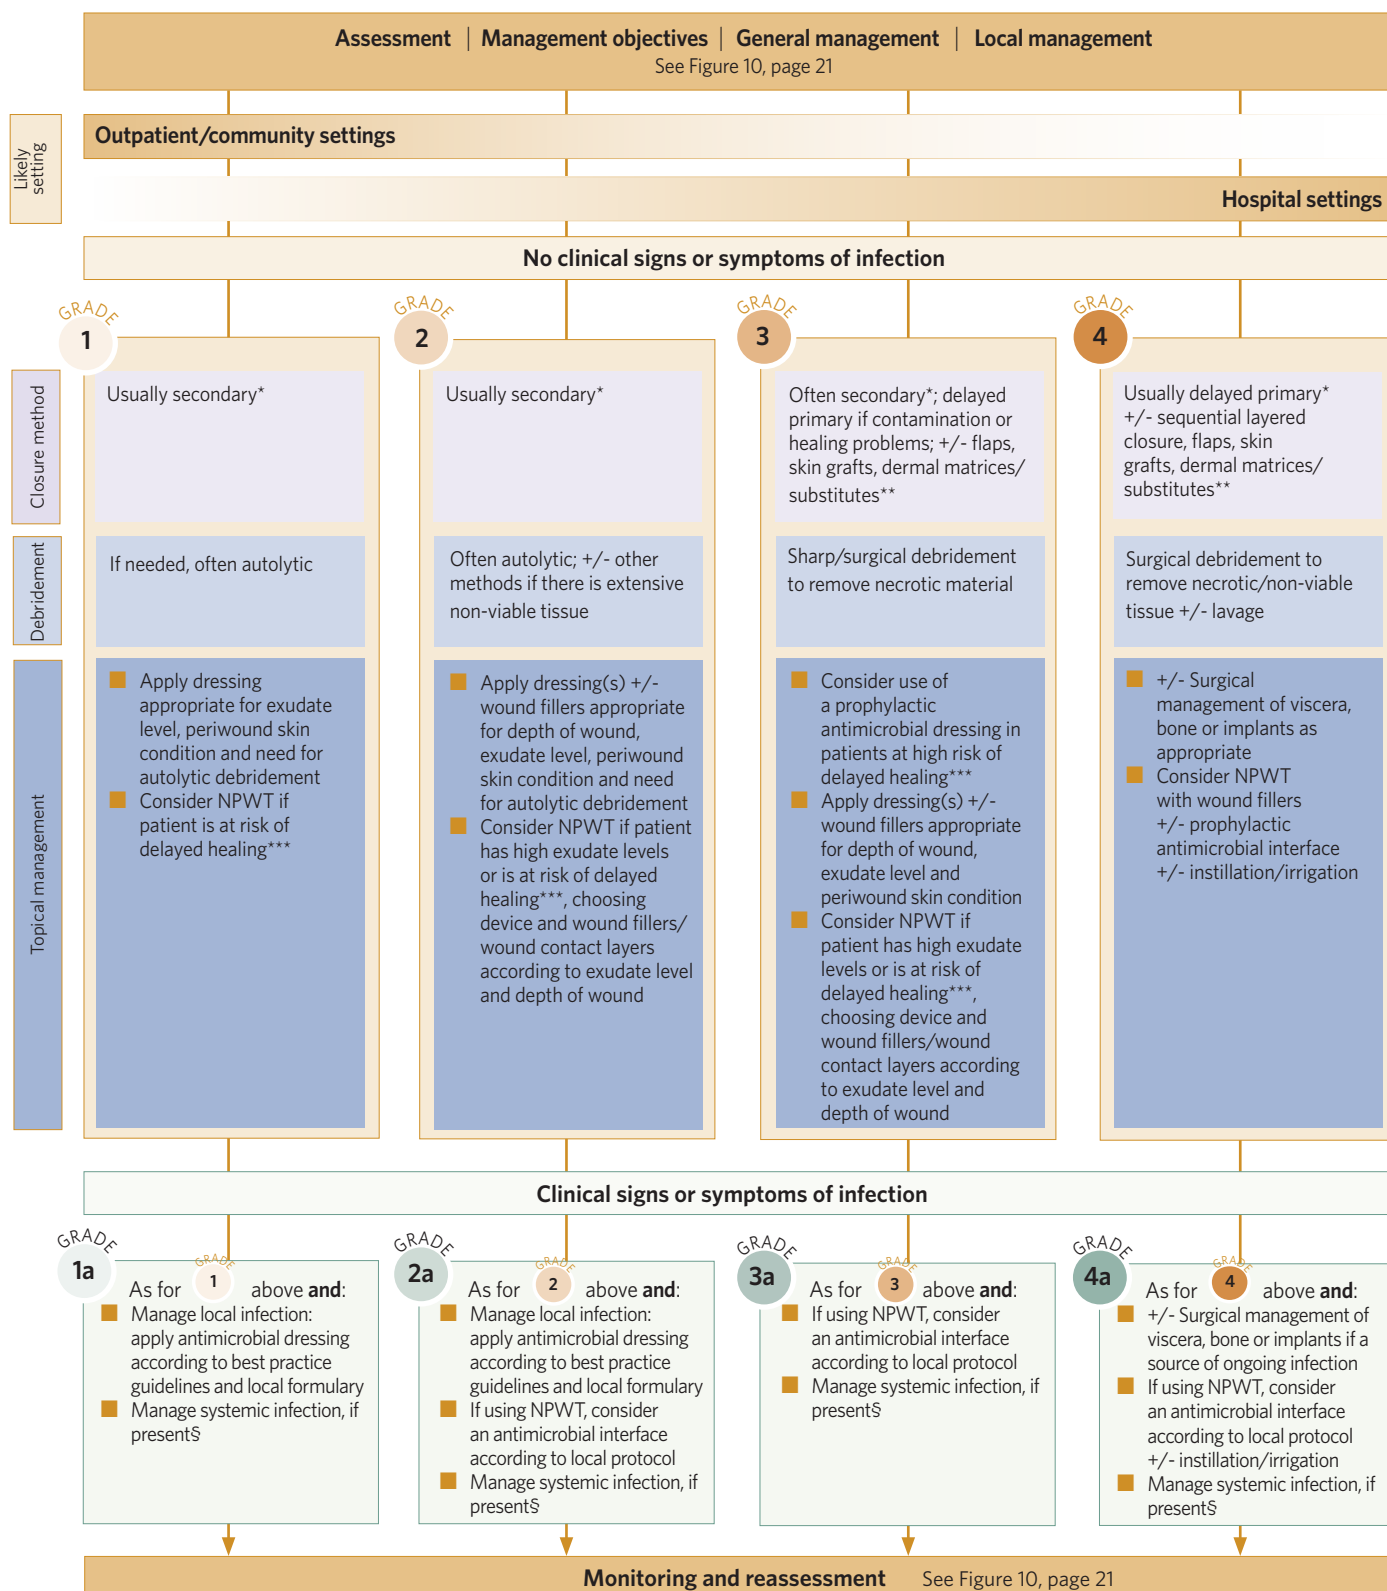 Assessment | Management objectives | General management | Local management
See Figure 10, page 21
Likely
setting
Outpatient/community settings
Hospital settings
No clinical signs or symptoms of infection
Closure method
Debridement
Topical management
GRADE
1
Usually secondary*
If needed, often autolytic
Apply dressing
appropriate for exudate
level, periwound skin
condition and need for
autolytic debridement
Consider NPWT if
patient is at risk of
delayed healing***
GRADE
2
Usually secondary*
Often autolytic; +/- other
methods if there is extensive
non-viable tissue
Apply dressing(s) +/-
wound fillers appropriate
for depth of wound,
exudate level, periwound
skin condition and need
for autolytic debridement
Consider NPWT if patient
has high exudate levels
or is at risk of delayed
healing***, choosing
device and wound fillers/
wound contact layers
according to exudate level
and depth of wound
GRADE
3
Often secondary*; delayed
primary if contamination or
healing problems; +/- flaps,
skin grafts, dermal matrices/
substitutes**
Sharp/surgical debridement
to remove necrotic material
Consider use of
a prophylactic
antimicrobial dressing in
patients at high risk of
delayed healing***
Apply dressing(s) +/-
wound fillers appropriate
for depth of wound,
exudate level and
periwound skin condition
Consider NPWT if
patient has high exudate
levels or is at risk of
delayed healing***,
choosing device and
wound fillers/wound
contact layers according
to exudate level and
depth of wound
GRADE
4
Usually delayed primary*
+/- sequential layered
closure, flaps, skin
grafts, dermal matrices/
substitutes**
Surgical debridement to
remove necrotic/non-viable
tissue +/- lavage
+/- Surgical
management of viscera,
bone or implants as
appropriate
Consider NPWT
with wound fillers
+/- prophylactic
antimicrobial interface
+/- instillation/irrigation
Clinical signs or symptoms of infection
GRADE
1a
As for GRADE 1 above and:
Manage local infection:
apply antimicrobial dressing
according to best practice
guidelines and local formulary
Manage systemic infection, if
present§
GRADE
2a
As for GRADE 2 above and:
Manage local infection:
apply antimicrobial dressing
according to best practice
guidelines and local formulary
If using NPWT, consider
an antimicrobial interface
according to local protocol
Manage systemic infection, if
present§
GRADE
3a
As for GRADE 3 above and:
If using NPWT, consider
an antimicrobial interface
according to local protocol
Manage systemic infection, if
present§
GRADE
4a
As for GRADE 4 above and:
+/- Surgical management of
viscera, bone or implants if a
source of ongoing infection
If using NPWT, consider
an antimicrobial interface
according to local protocol
+/- instillation/irrigation
Manage systemic infection, if
present§
Monitoring and reassessment See Figure 10, page 21